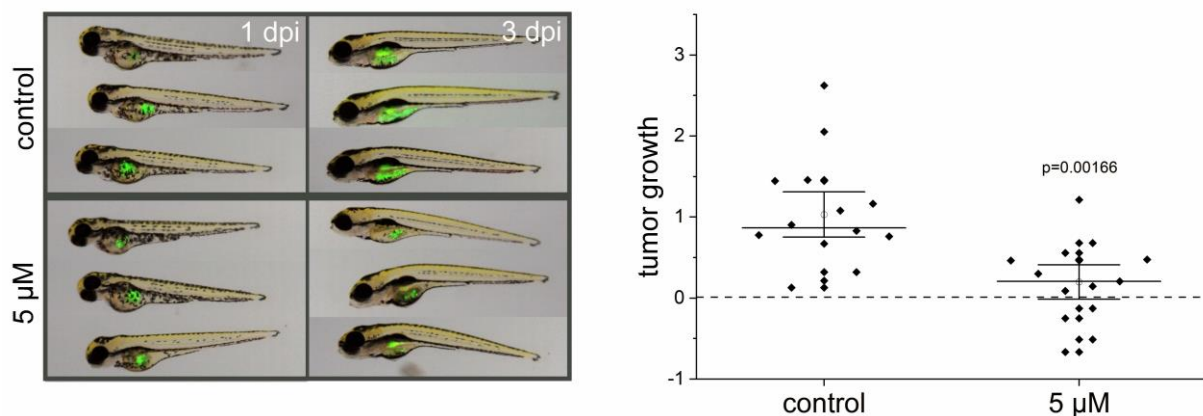 1 dpi
3 dpi
control
5 µM
tumor growth
3
2
1
0
-1
p=0.00166
control
5 µM